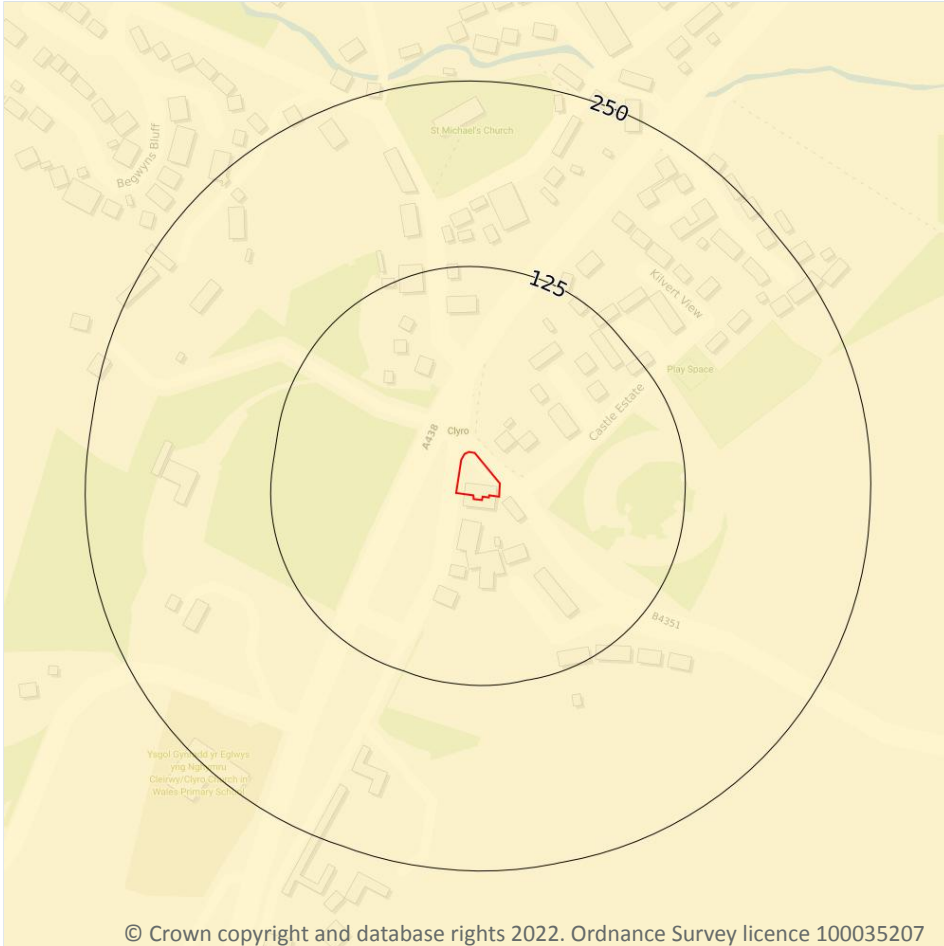 250
St Michael's Church
Begwyns Bluff
125
Kilvert View
Play Space
Castle Estate
A438
Clyro
B4351
Ysgol Gynradd yr Eglwys
yng Nghymru
Cleirwy/Clyro Church in
Wales Primary School
© Crown copyright and database rights 2022. Ordnance Survey licence 100035207